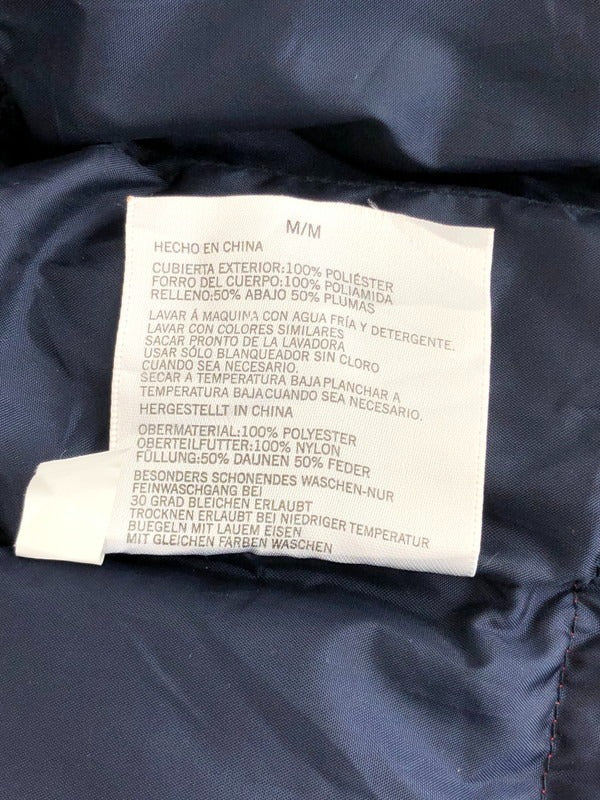 M/M
HECHO EN CHINA
CUBIERTA EXTERIOR:100% POLIÉSTER
FORRO DEL CUERPO:100% POLIAMIDA
RELLENO:50% ABAJO 50% PLUMAS
LAVAR Á MAQUINA CON AGUA FRÍA Y DETERGENTE.
LAVAR CON COLORES SIMILARES
SACAR PRONTO DE LA LAVADORA
USAR SÓLO BLANQUEADOR SIN CLORO
CUANDO SEA NECESARIO.
SECAR A TEMPERATURA BAJA PLANCHAR A
TEMPERATURA BAJA CUANDO SEA NECESARIO.
HERGESTELLT IN CHINA
OBERMATERIAL:100% POLYESTER
OBERTEILFUTTER:100% NYLON
FÜLLUNG:50% DAUNEN 50% FEDER
BESONDERS SCHONENDES WASCHEN-NUR
FEINWASCHGANG BEI
30 GRAD BLEICHEN ERLAUBT
TROCKNEN ERLAUBT BEI NIEDRIGER TEMPERATUR
BUEGELN MIT LAUEM EISEN
MIT GLEICHEN FARBEN WASCHEN